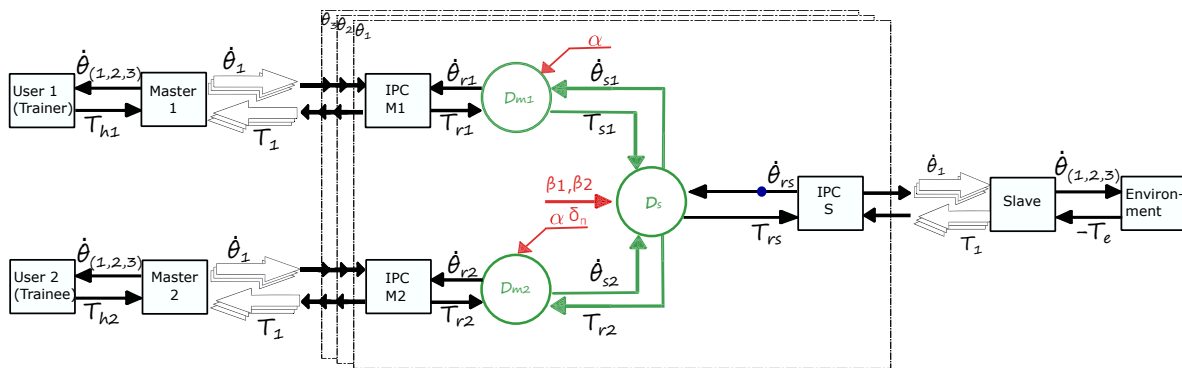 θ₃ θ₂ θ₁
α
θ̇(1,2,3)
θ̇₁
θ̇r1
θ̇s1
User 1
(Trainer)
Master
1
IPC
M1
Dm1
Th1
T₁
Tr1
Ts1
β1,β2
Ds
θ̇rs
IPC
S
Trs
θ̇₁
Slave
T₁
θ̇(1,2,3)
Environ-
ment
-Te
α δn
θ̇(1,2,3)
θ̇₁
θ̇r2
θ̇s2
User 2
(Trainee)
Master
2
IPC
M2
Dm2
Th2
T₁
Tr2
Tr2